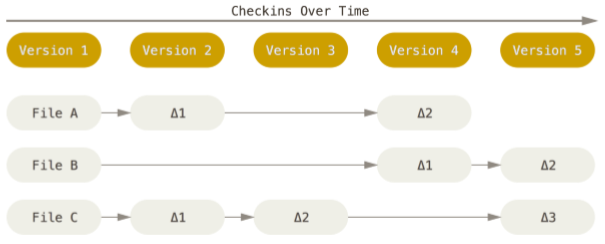 Checkins Over Time
Version 1 Version 2 Version 3 Version 4 Version 5
File A Δ1 Δ2
File B Δ1 Δ2
File C Δ1 Δ2 Δ3